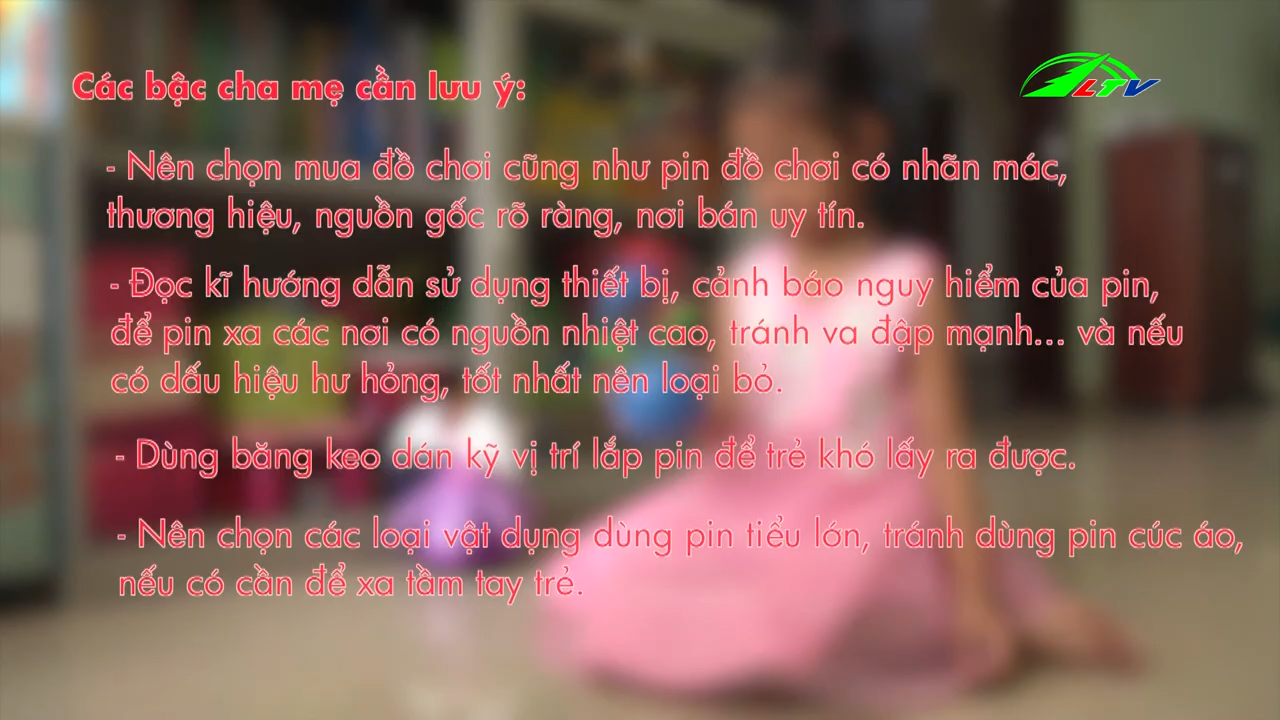 Các bậc cha mẹ cần lưu ý:
LTV
- Nên chọn mua đồ chơi cũng như pin đồ chơi có nhãn mác,
thương hiệu, nguồn gốc rõ ràng, nơi bán uy tín.
- Đọc kĩ hướng dẫn sử dụng thiết bị, cảnh báo nguy hiểm của pin,
để pin xa các nơi có nguồn nhiệt cao, tránh va đập mạnh... và nếu
có dấu hiệu hư hỏng, tốt nhất nên loại bỏ.
- Dùng băng keo dán kỹ vị trí lắp pin để trẻ khó lấy ra được.
- Nên chọn các loại vật dụng dùng pin tiểu lớn, tránh dùng pin cúc áo,
nếu có cần để xa tầm tay trẻ.